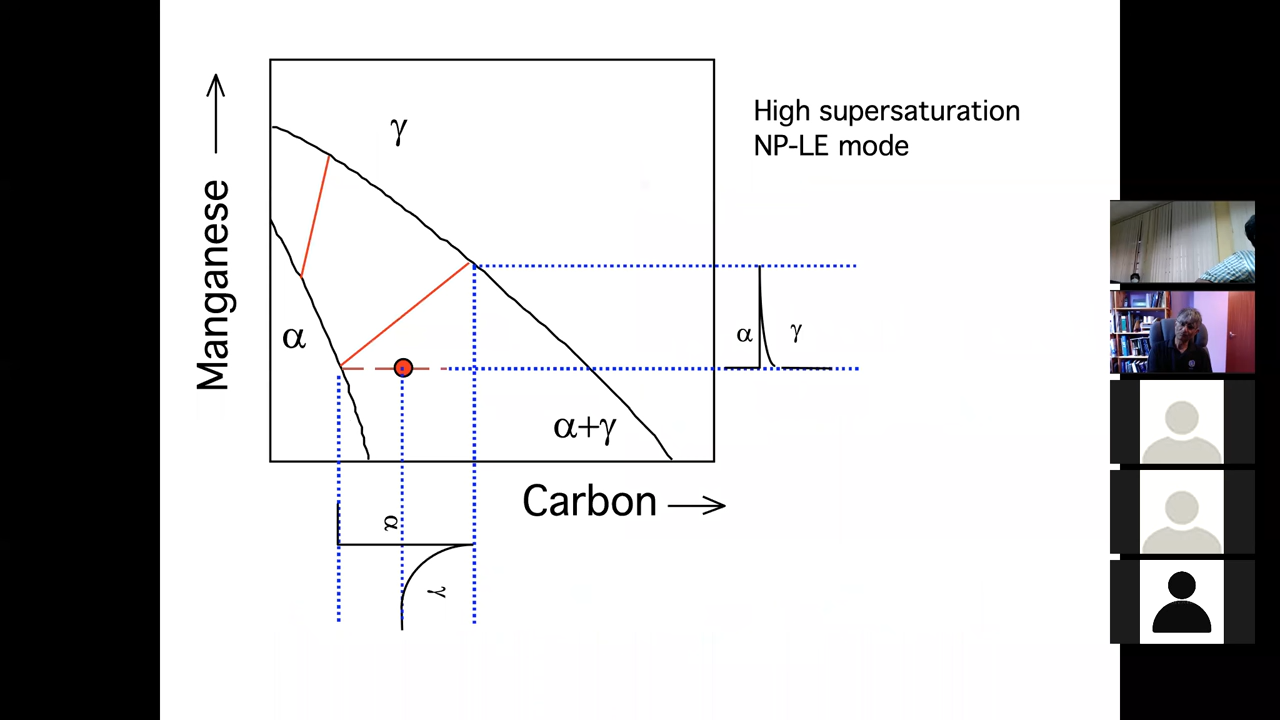 γ
High supersaturation
NP-LE mode
Manganese
α
α
γ
α+γ
Carbon
α
γ